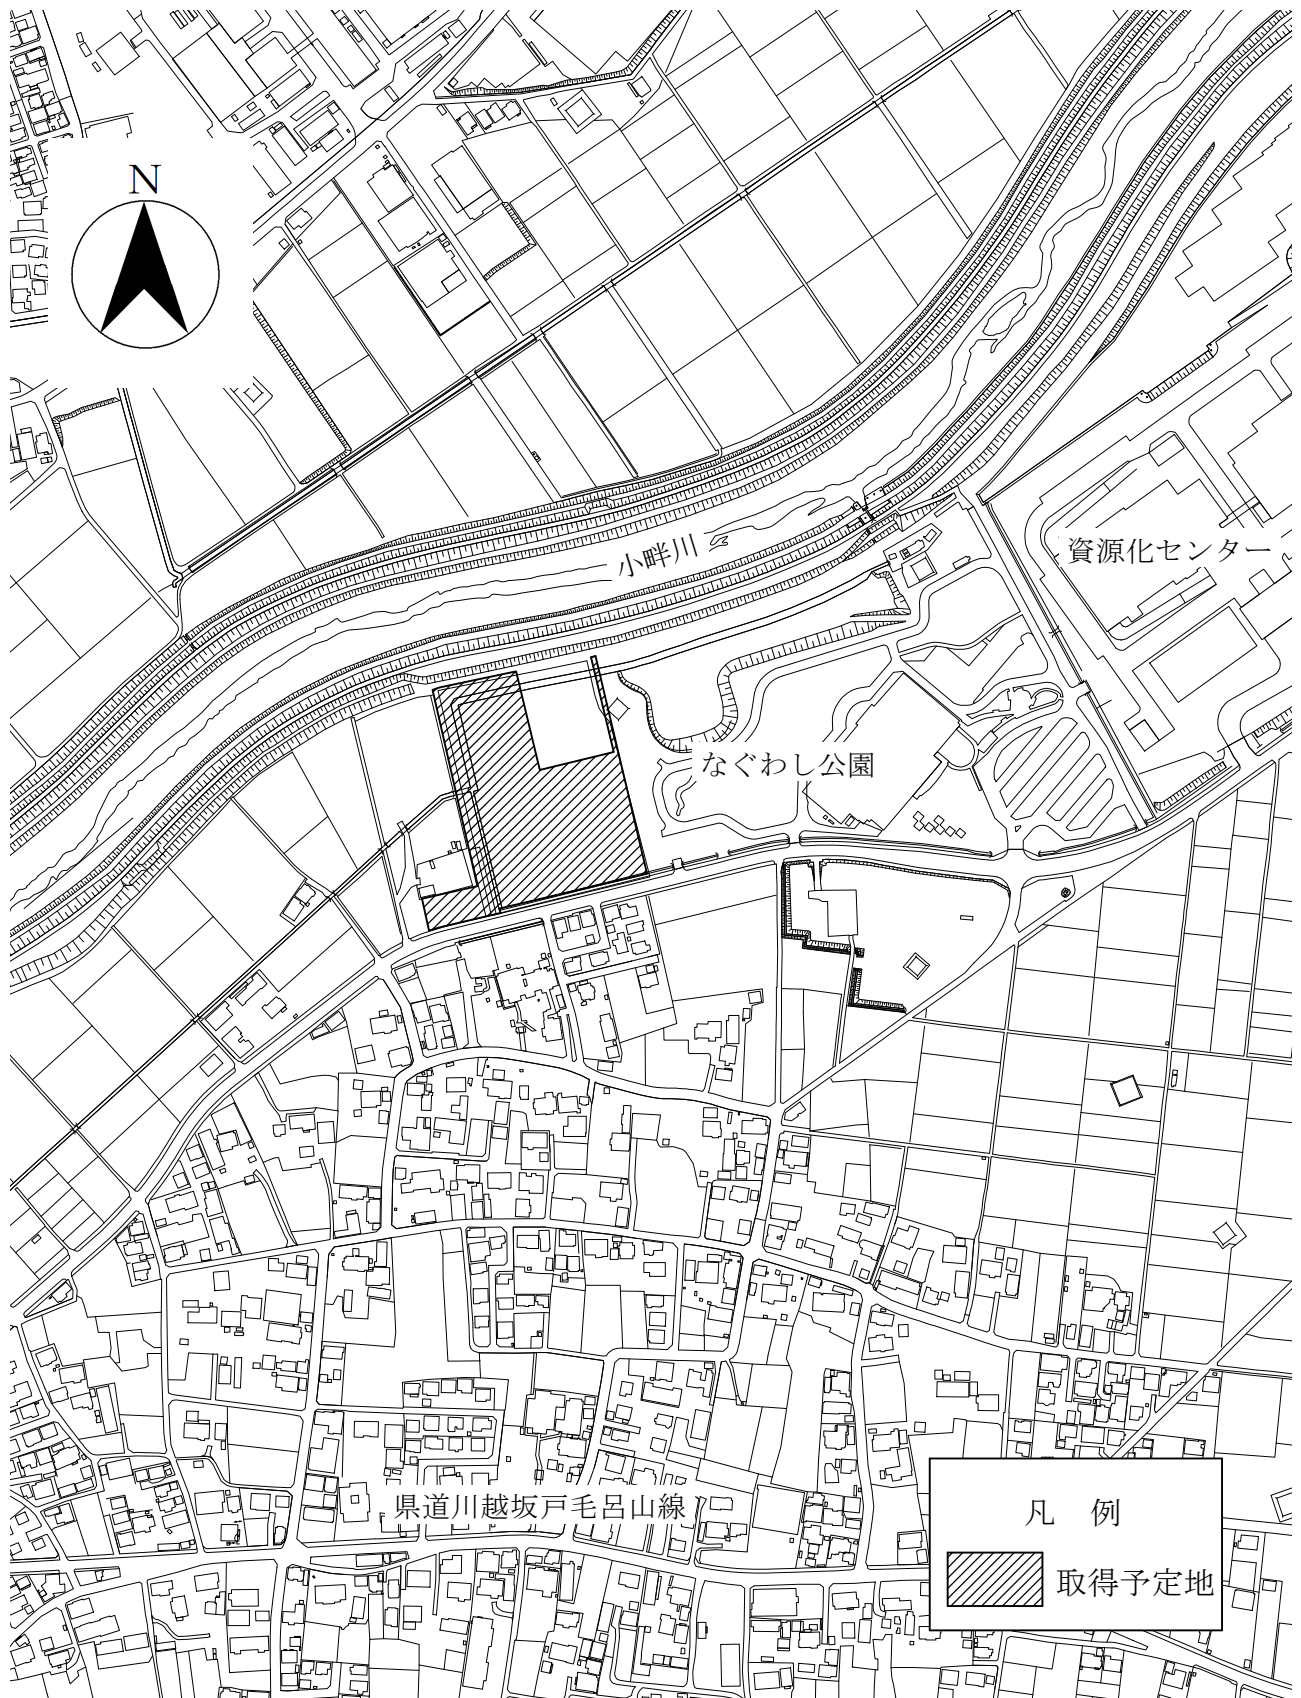 N
小畔川
資源化センター
なぐわし公園
県道川越坂戸毛呂山線
凡 例
取得予定地